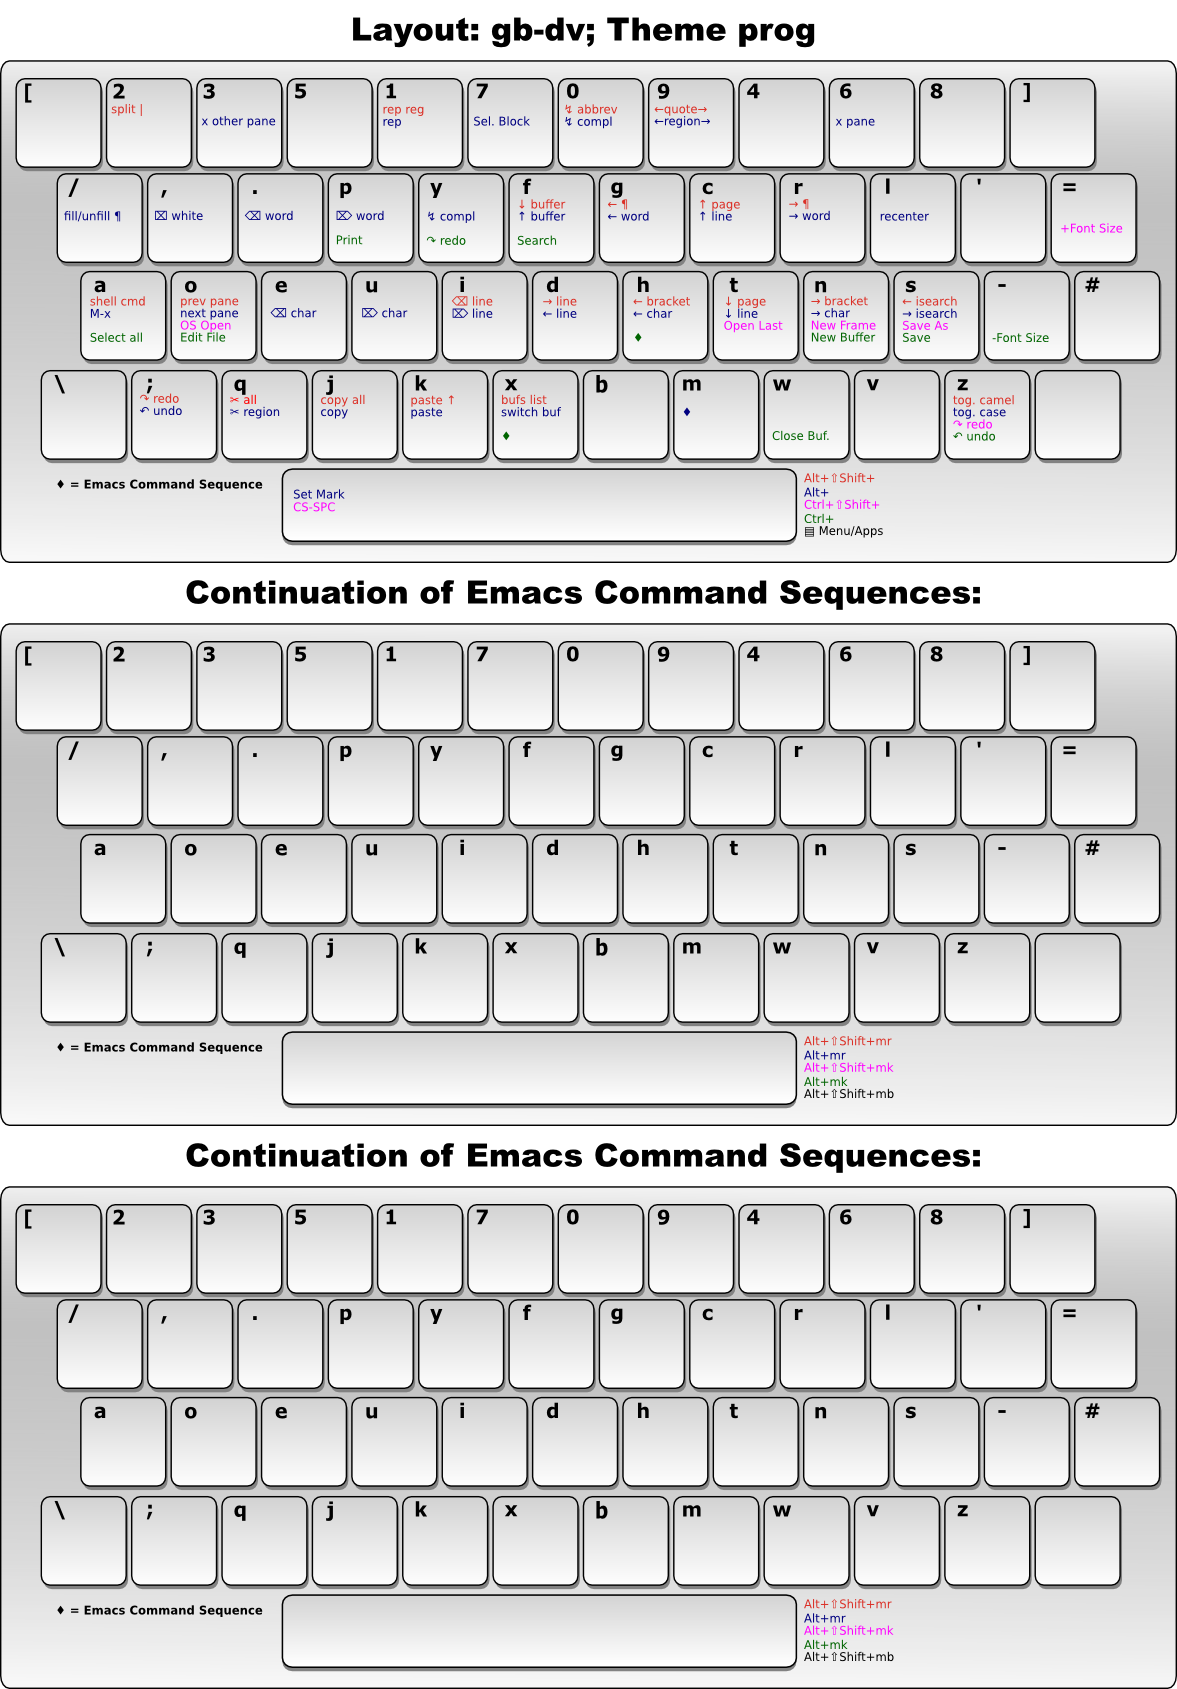 Layout: gb-dv; Theme prog
[ 2 3 5 1 7 0 9 4 6 8 ]
split | rep reg ↯ abbrev ←quote→
x other pane rep Sel. Block ↯ compl ←region→ x pane
/ , . p y f g c r l ' =
↓ buffer ← ¶ ↑ page → ¶
fill/unfill ¶ ⌧ white ⌫ word ⌦ word ↯ compl ↑ buffer ← word ↑ line → word recenter
+Font Size
Print ↷ redo Search
a o e u i d h t n s - #
shell cmd prev pane ⌫ line → line ← bracket ↓ page → bracket ← isearch
M-x next pane ⌫ char ⌦ char ⌦ line ← line ← char ↓ line → char → isearch
OS Open Open Last New Frame Save As
Select all Edit File ♦ New Buffer Save -Font Size
\ ; q j k x b m w v z
↷ redo ✂ all copy all paste ↑ bufs list tog. camel
↶ undo ✂ region copy paste switch buf ♦ tog. case
↷ redo
♦ Close Buf. ↶ undo
♦ = Emacs Command Sequence
Set Mark
CS-SPC
Alt+⇧Shift+
Alt+
Ctrl+⇧Shift+
Ctrl+
▤ Menu/Apps
Continuation of Emacs Command Sequences:
[ 2 3 5 1 7 0 9 4 6 8 ]
/ , . p y f g c r l ' =
a o e u i d h t n s - #
\ ; q j k x b m w v z
♦ = Emacs Command Sequence
Alt+⇧Shift+mr
Alt+mr
Alt+⇧Shift+mk
Alt+mk
Alt+⇧Shift+mb
Continuation of Emacs Command Sequences:
[ 2 3 5 1 7 0 9 4 6 8 ]
/ , . p y f g c r l ' =
a o e u i d h t n s - #
\ ; q j k x b m w v z
♦ = Emacs Command Sequence
Alt+⇧Shift+mr
Alt+mr
Alt+⇧Shift+mk
Alt+mk
Alt+⇧Shift+mb